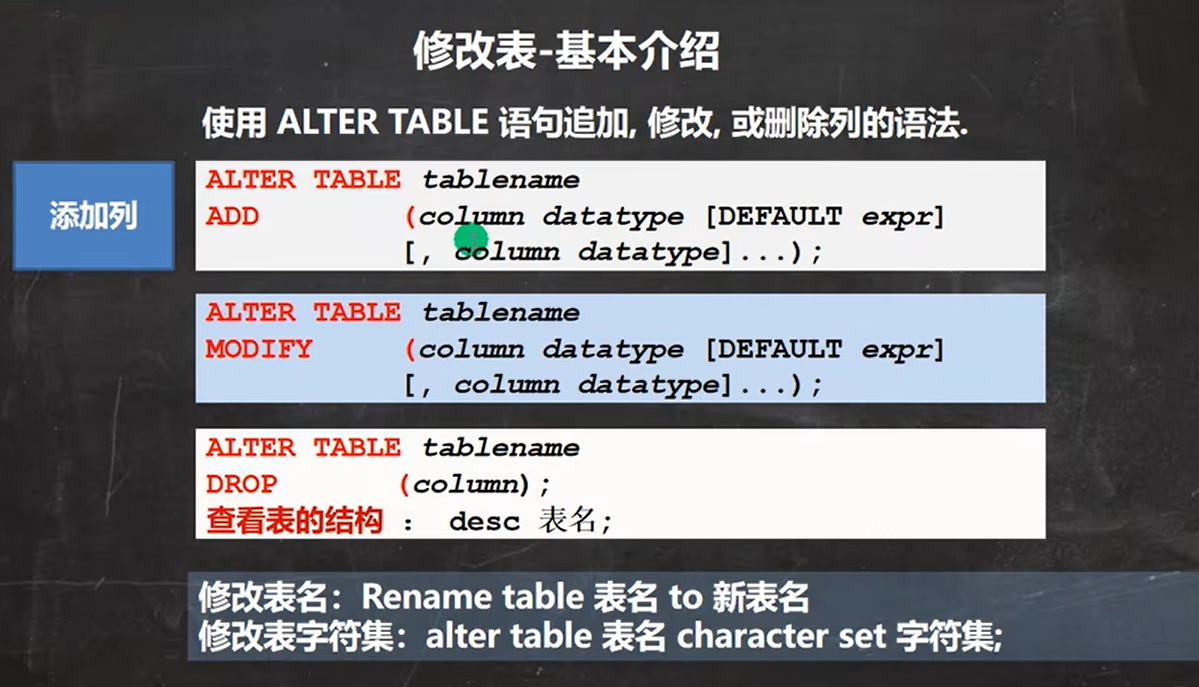 修改表-基本介绍
使用 ALTER TABLE 语句追加, 修改, 或删除列的语法.
添加列
ALTER TABLE tablename
ADD (column datatype [DEFAULT expr]
[, column datatype]...);
ALTER TABLE tablename
MODIFY (column datatype [DEFAULT expr]
[, column datatype]...);
ALTER TABLE tablename
DROP (column);
查看表的结构 : desc 表名;
修改表名：Rename table 表名 to 新表名
修改表字符集：alter table 表名 character set 字符集;